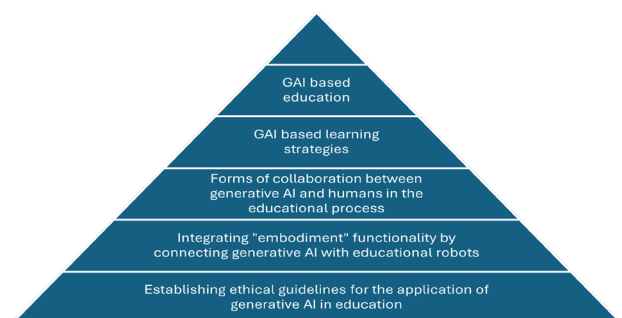 GAI based
education
GAI based learning
strategies
Forms of collaboration between
generative AI and humans in the
educational process
Integrating "embodiment" functionality by
connecting generative AI with educational robots
Establishing ethical guidelines for the application of
generative AI in education